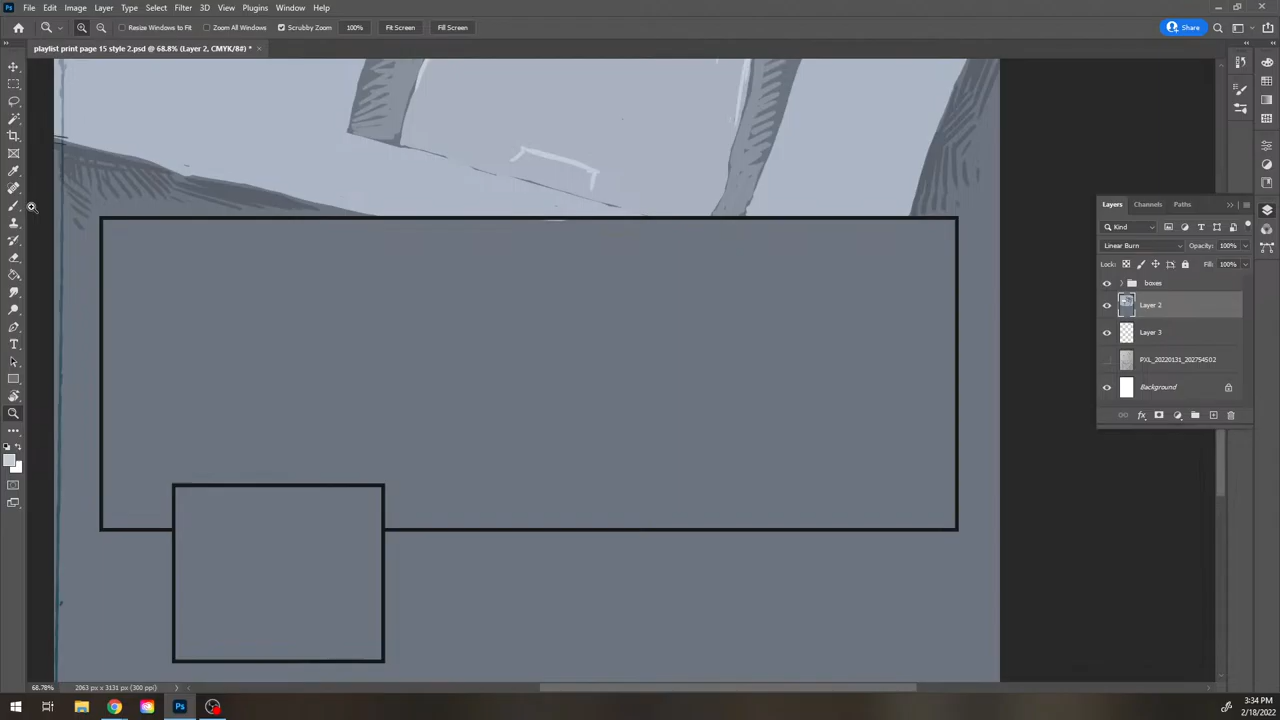 File Edit Image Layer Type Select Filter 3D View Plugins Window Help
Resize Windows to Fit Zoom All Windows Scrubby Zoom 100% Fit Screen Fill Screen Share
playlist print page 15 style 2.psd @ 68.8% (Layer 2, CMYK/8#) *
Layers Channels Paths
Kind
Linear Burn Opacity: 100%
Lock: Fill: 100%
boxes
Layer 2
Layer 3
PXL_20220131_202754502
Background
68.78% 2063 px x 3131 px (300 ppi)
3:34 PM
2/18/2022